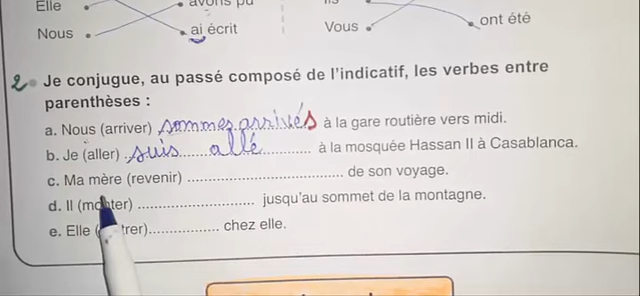 Elle
Nous ai écrit Vous ont été
2 Je conjugue, au passé composé de l'indicatif, les verbes entre
parenthèses :
a. Nous (arriver) sommes arrivés à la gare routière vers midi.
b. Je (aller) suis allé à la mosquée Hassan II à Casablanca.
c. Ma mère (revenir) ............ de son voyage.
d. Il ............ jusqu'au sommet de la montagne.
e. Elle ............ chez elle.